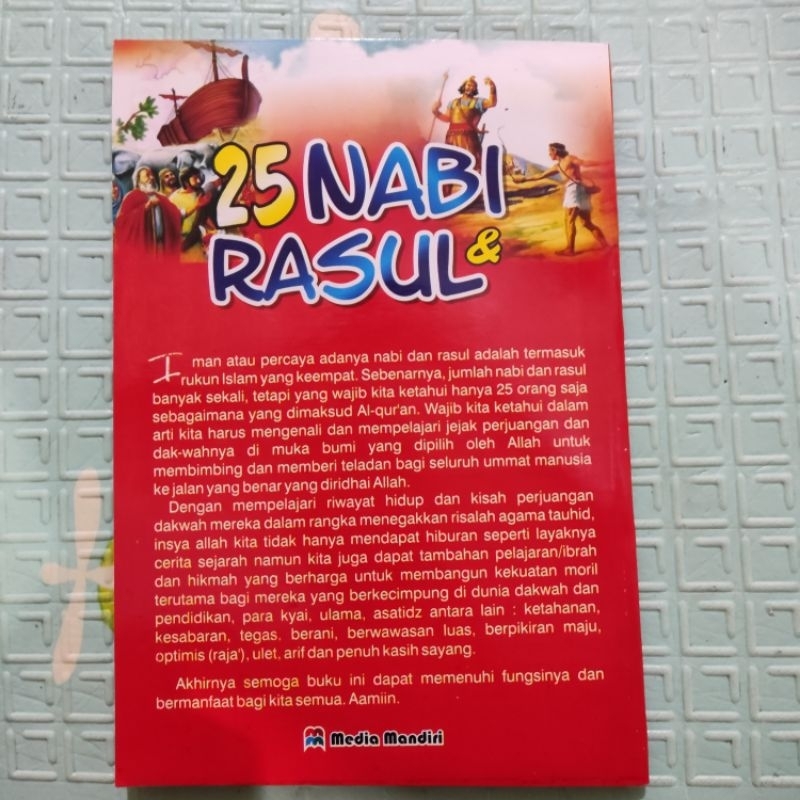 25 NABI
& RASUL
Iman atau percaya adanya nabi dan rasul adalah termasuk
rukun Islam yang keempat. Sebenarnya, jumlah nabi dan rasul
banyak sekali, tetapi yang wajib kita ketahui hanya 25 orang saja
sebagaimana yang dimaksud Al-qur'an. Wajib kita ketahui dalam
arti kita harus mengenali dan mempelajari jejak perjuangan dan
dak-wahnya di muka bumi yang dipilih oleh Allah untuk
membimbing dan memberi teladan bagi seluruh ummat manusia
ke jalan yang benar yang diridhai Allah.
Dengan mempelajari riwayat hidup dan kisah perjuangan
dakwah mereka dalam rangka menegakkan risalah agama tauhid,
insya allah kita tidak hanya mendapat hiburan seperti layaknya
cerita sejarah namun kita juga dapat tambahan pelajaran/ibrah
dan hikmah yang berharga untuk membangun kekuatan moril
terutama bagi mereka yang berkecimpung di dunia dakwah dan
pendidikan, para kyai, ulama, asatidz antara lain : ketahanan,
kesabaran, tegas, berani, berwawasan luas, berpikiran maju,
optimis (raja'), ulet, arif dan penuh kasih sayang.
Akhirnya semoga buku ini dapat memenuhi fungsinya dan
bermanfaat bagi kita semua. Aamiin.
Media Mandiri